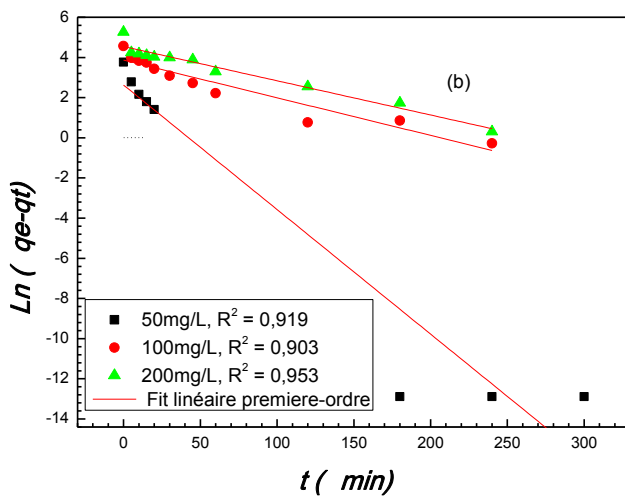 6
4
2
0
-2
-4
-6
-8
-10
-12
-14
Ln ( qe-qt)
(b)
50mg/L, R² = 0,919
100mg/L, R² = 0,903
200mg/L, R² = 0,953
Fit linéaire premiere-ordre
0 50 100 150 200 250 300
t ( min)